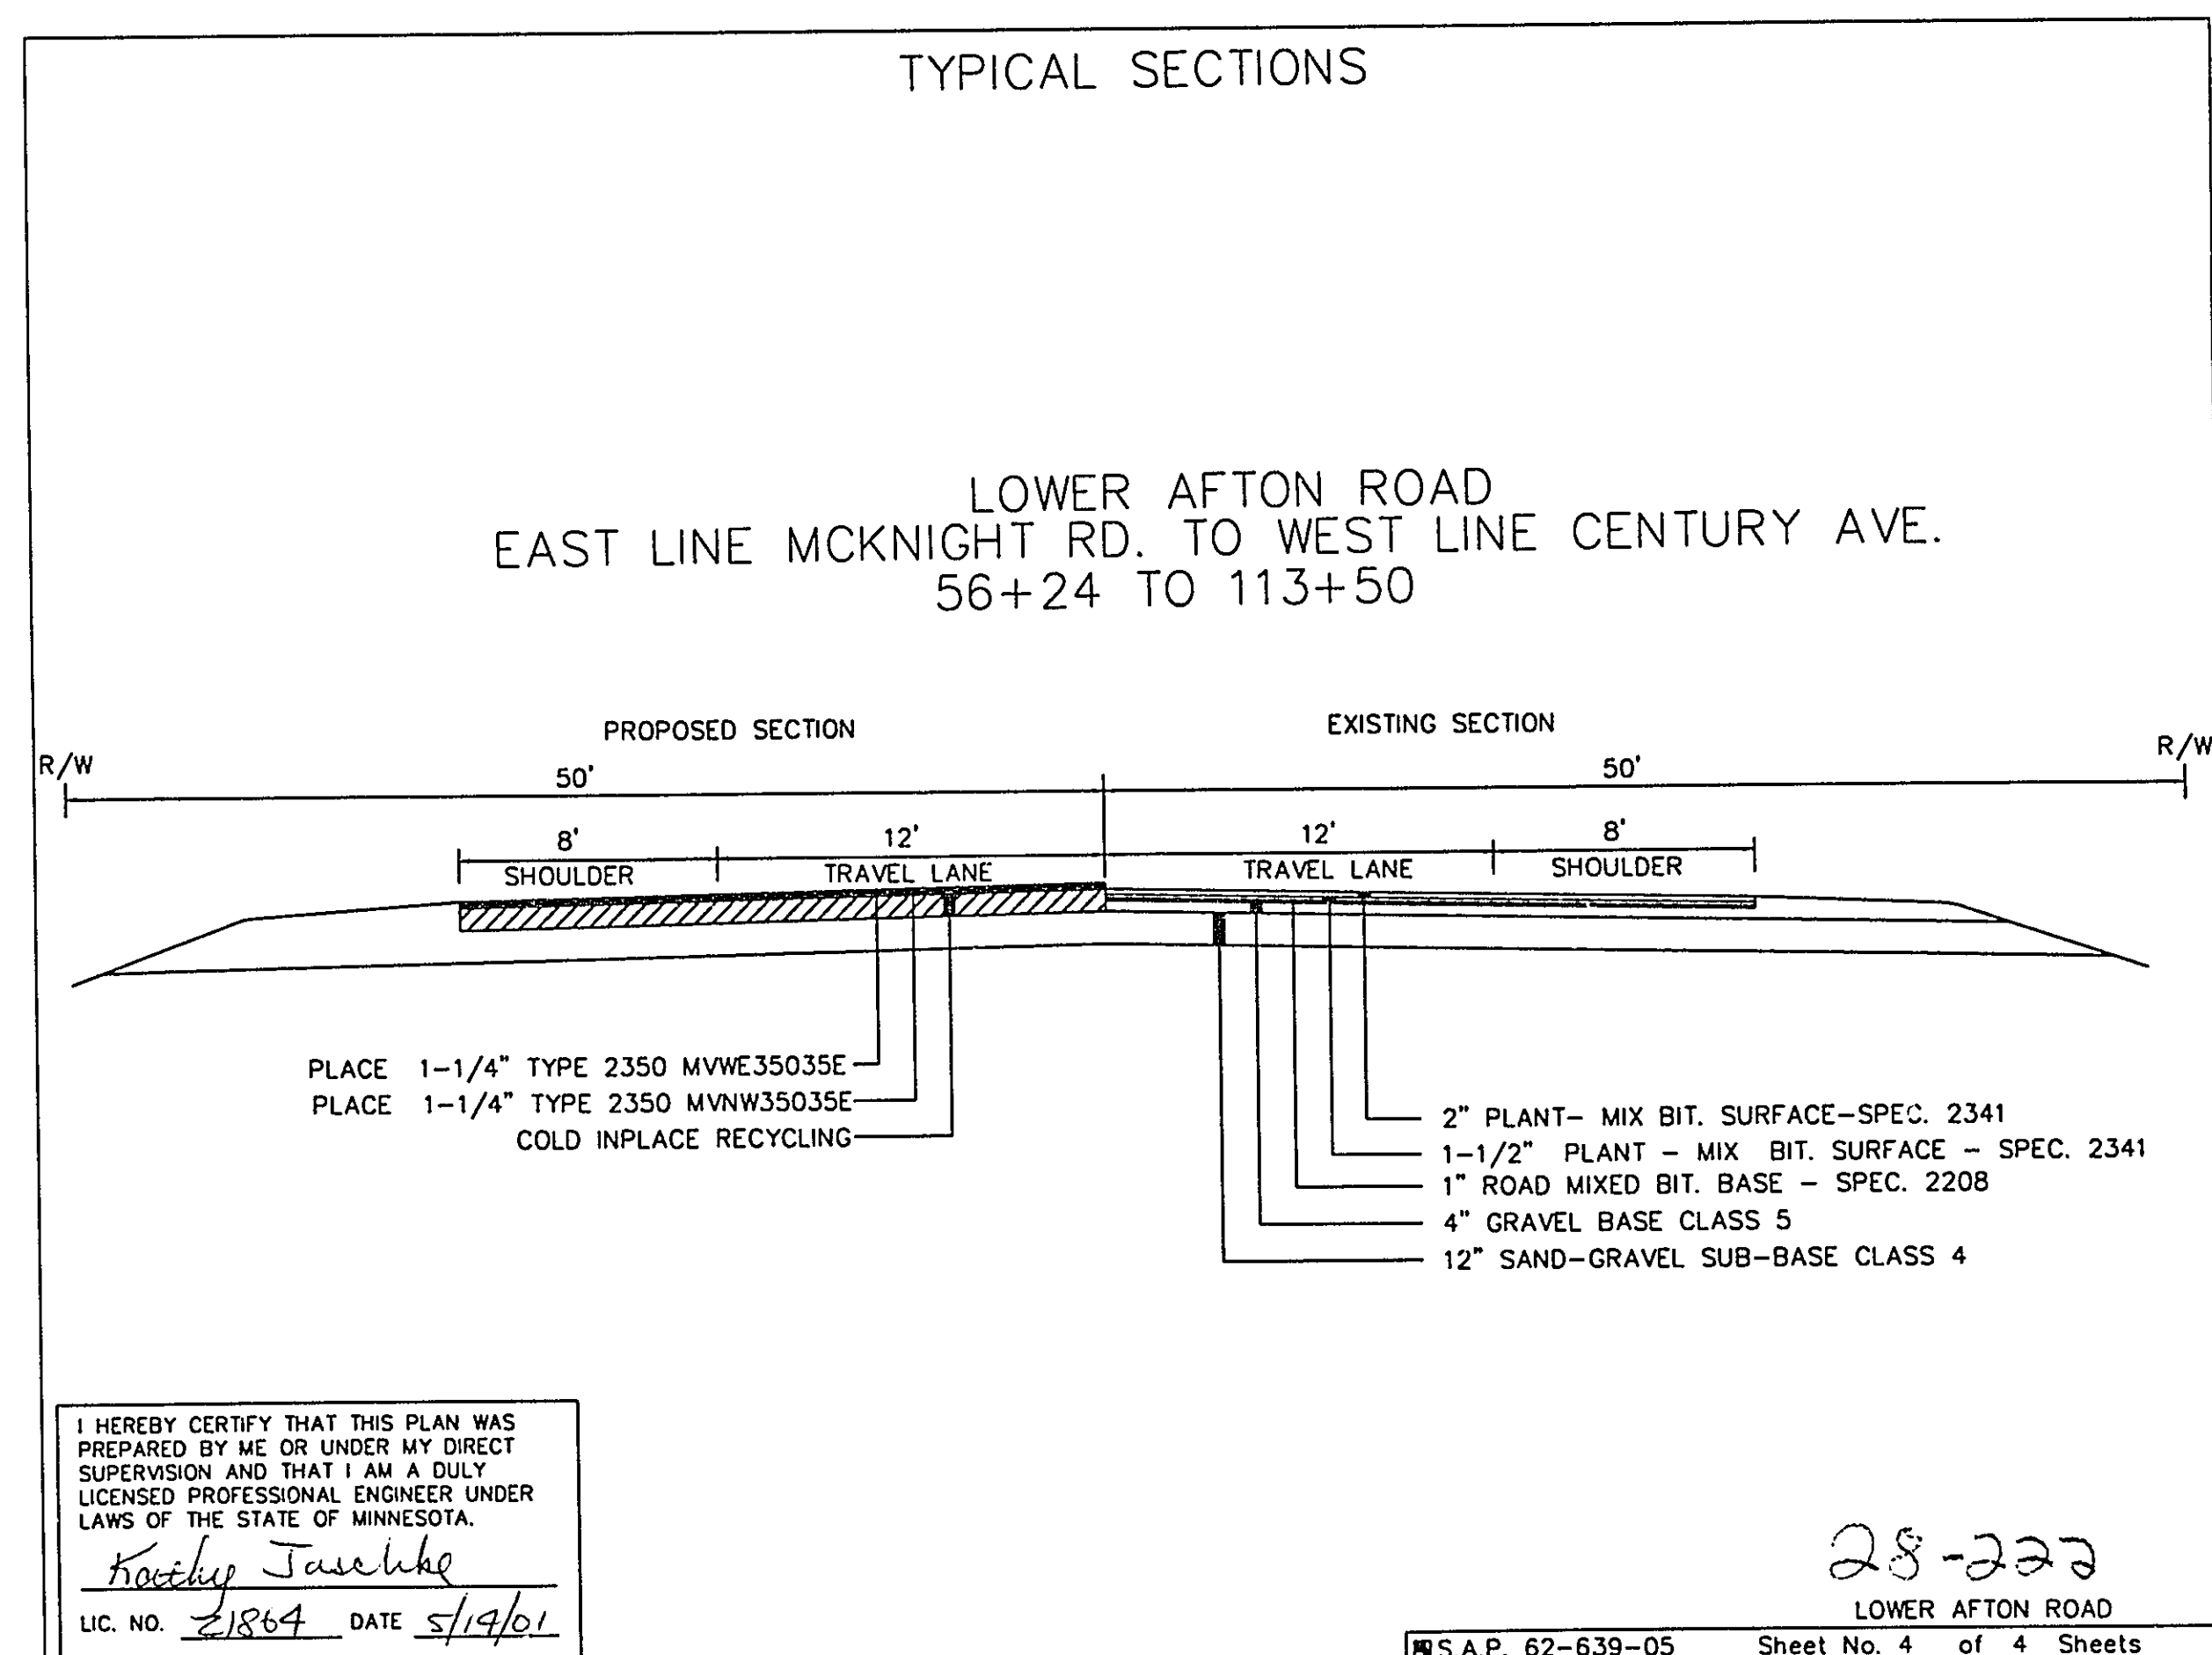 TYPICAL SECTIONS
LOWER AFTON ROAD
EAST LINE MCKNIGHT RD. TO WEST LINE CENTURY AVE.
56+24 TO 113+50
PROPOSED SECTION
EXISTING SECTION
R/W
50'
50'
R/W
8'
12'
12'
8'
SHOULDER
TRAVEL LANE
TRAVEL LANE
SHOULDER
PLACE 1-1/4" TYPE 2350 MVWE35035E
PLACE 1-1/4" TYPE 2350 MVNW35035E
COLD INPLACE RECYCLING
2" PLANT- MIX BIT. SURFACE-SPEC. 2341
1-1/2" PLANT - MIX BIT. SURFACE - SPEC. 2341
1" ROAD MIXED BIT. BASE - SPEC. 2208
4" GRAVEL BASE CLASS 5
12" SAND-GRAVEL SUB-BASE CLASS 4
I HEREBY CERTIFY THAT THIS PLAN WAS
PREPARED BY ME OR UNDER MY DIRECT
SUPERVISION AND THAT I AM A DULY
LICENSED PROFESSIONAL ENGINEER UNDER
LAWS OF THE STATE OF MINNESOTA.
Kathy Jaschke
LIC. NO. 21864 DATE 5/14/01
28-222
LOWER AFTON ROAD
S.A.P. 62-639-05 Sheet No. 4 of 4 Sheets